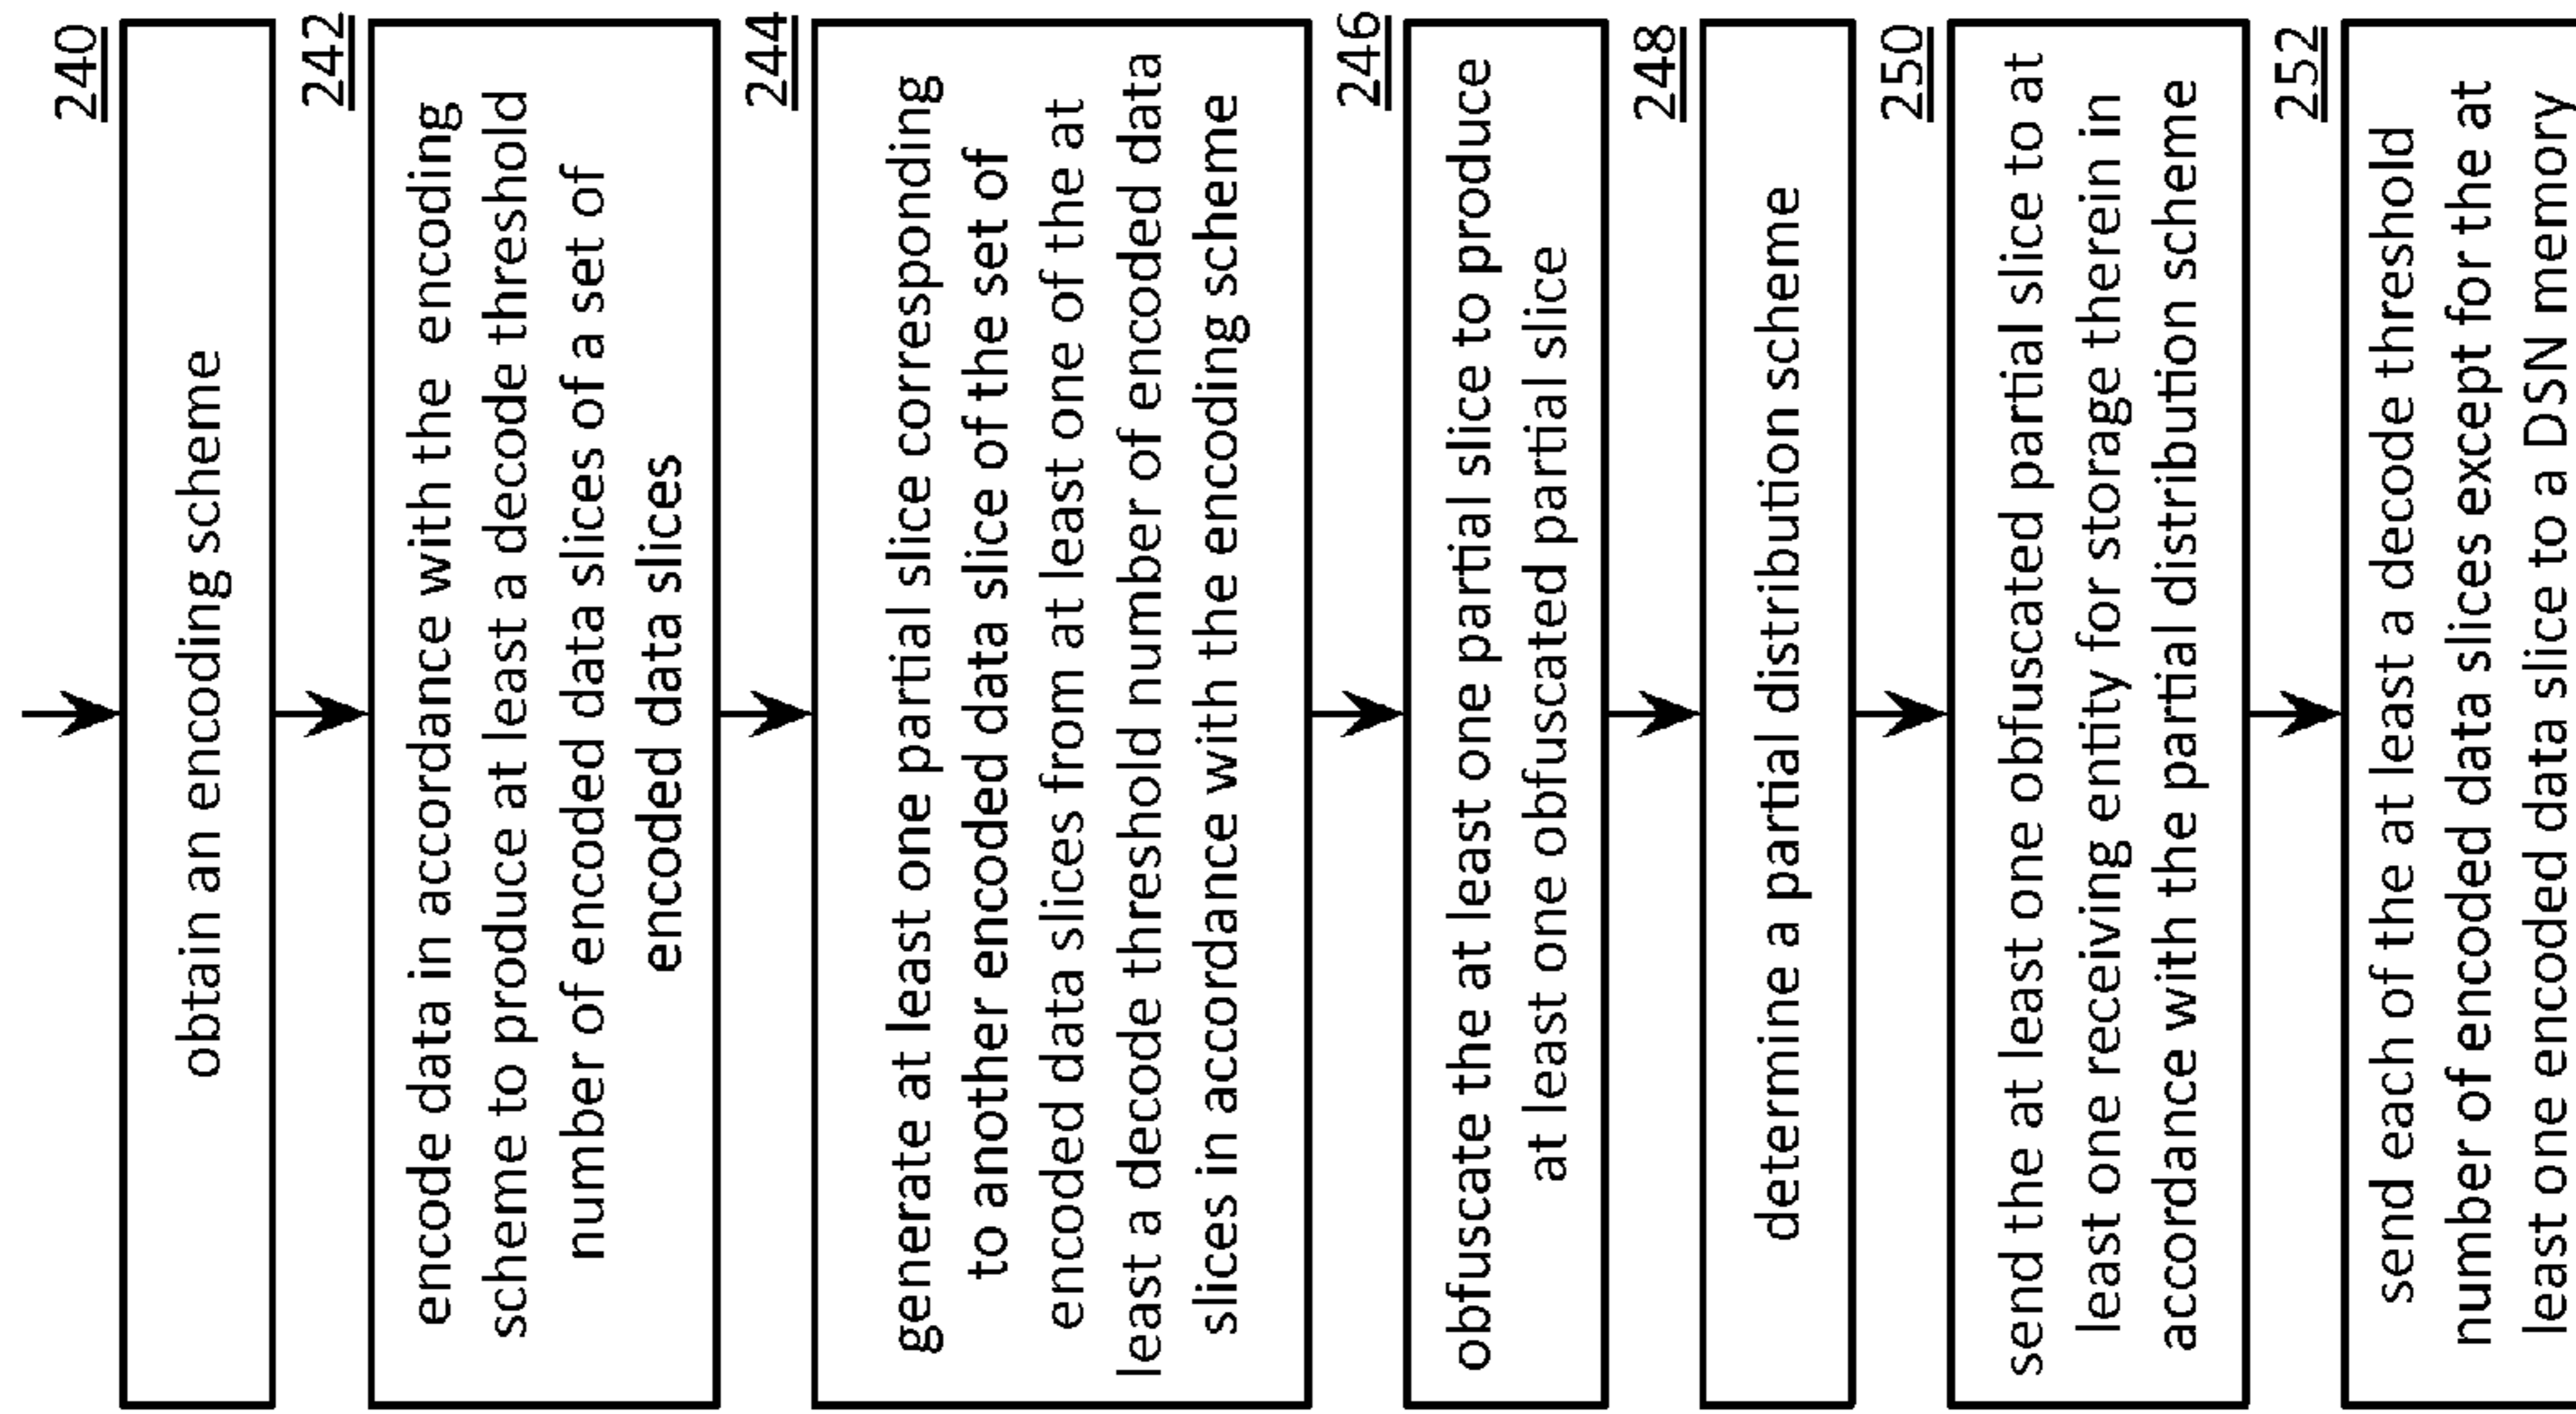 240
obtain an encoding scheme
242
encode data in accordance with the encoding
scheme to produce at least a decode threshold
number of encoded data slices of a set of
encoded data slices
244
generate at least one partial slice corresponding
to another encoded data slice of the set of
encoded data slices from at least one of the at
least a decode threshold number of encoded data
slices in accordance with the encoding scheme
246
obfuscate the at least one partial slice to produce
at least one obfuscated partial slice
248
determine a partial distribution scheme
250
send the at least one obfuscated partial slice to at
least one receiving entity for storage therein in
accordance with the partial distribution scheme
252
send each of the at least a decode threshold
number of encoded data slices except for the at
least one encoded data slice to a DSN memory